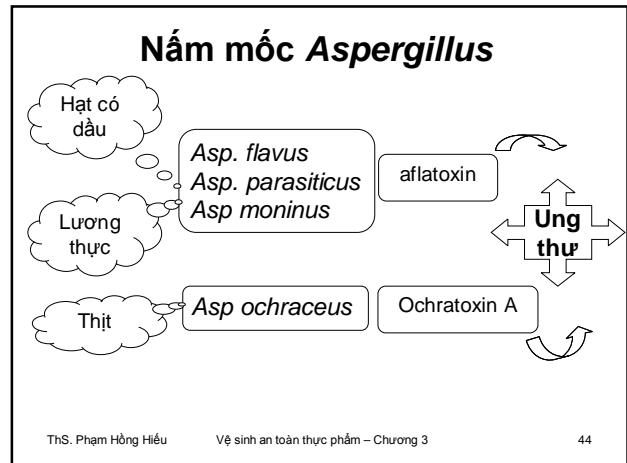 Nấm mốc Aspergillus
Hạt có
dầu
Lương
thực
Asp. flavus
Asp. parasiticus
Asp moninus
aflatoxin
Ung
thư
Thịt
Asp ochraceus
Ochratoxin A
ThS. Phạm Hồng Hiếu Vệ sinh an toàn thực phẩm – Chương 3 44